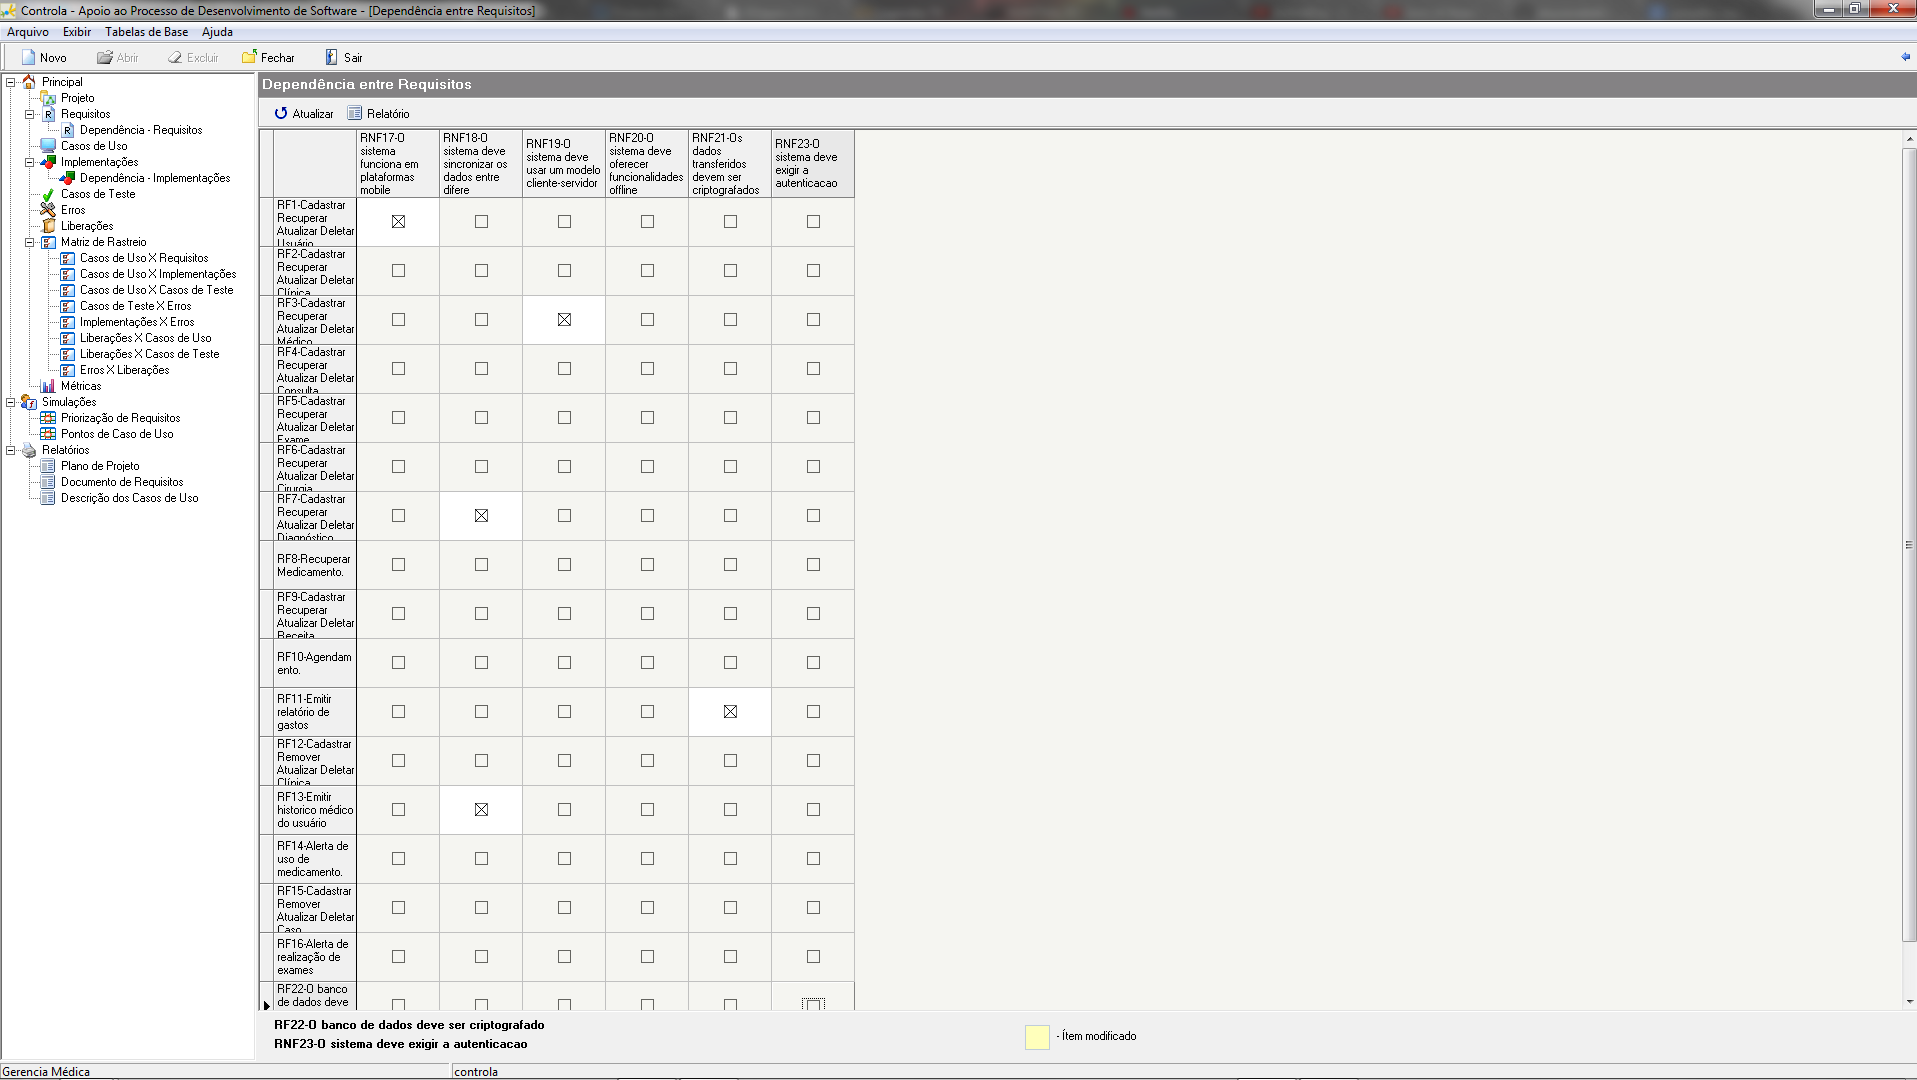 Controla - Apoio ao Processo de Desenvolvimento de Software - [Dependência entre Requisitos]
Arquivo Exibir Tabelas de Base Ajuda
Novo Abrir Excluir Fechar Sair
Principal
Projeto
Requisitos
Dependência - Requisitos
Casos de Uso
Implementações
Dependência - Implementações
Casos de Teste
Erros
Liberações
Matriz de Rastreio
Casos de Uso X Requisitos
Casos de Uso X Implementações
Casos de Uso X Casos de Teste
Casos de Teste X Erros
Implementações X Erros
Liberações X Casos de Uso
Liberações X Casos de Teste
Erros X Liberações
Métricas
Simulações
Priorização de Requisitos
Pontos de Caso de Uso
Relatórios
Plano de Projeto
Documento de Requisitos
Descrição dos Casos de Uso
Dependência entre Requisitos
Atualizar Relatório
RNF17-O
sistema
funciona em
plataformas
mobile
RNF18-O
sistema deve
sincronizar os
dados entre
difere
RNF19-O
sistema deve
usar um modelo
cliente-servidor
RNF20-O
sistema deve
oferecer
funcionalidades
offline
RNF21-Os
dados
transferidos
devem ser
criptografados
RNF23-O
sistema deve
exigir a
autenticacao
RF1-Cadastrar
Recuperar
Atualizar Deletar
Usuário
RF2-Cadastrar
Recuperar
Atualizar Deletar
Clínica
RF3-Cadastrar
Recuperar
Atualizar Deletar
Médico
RF4-Cadastrar
Recuperar
Atualizar Deletar
Consulta
RF5-Cadastrar
Recuperar
Atualizar Deletar
Exame
RF6-Cadastrar
Recuperar
Atualizar Deletar
Cirurgia
RF7-Cadastrar
Recuperar
Atualizar Deletar
Diagnóstico
RF8-Recuperar
Medicamento.
RF9-Cadastrar
Recuperar
Atualizar Deletar
Receita
RF10-Agendam
ento.
RF11-Emitir
relatório de
gastos
RF12-Cadastrar
Remover
Atualizar Deletar
Clínica
RF13-Emitir
historico médico
do usuário
RF14-Alerta de
uso de
medicamento.
RF15-Cadastrar
Remover
Atualizar Deletar
Caso
RF16-Alerta de
realização de
exames
RF22-O banco
de dados deve
RF22-O banco de dados deve ser criptografado
RNF23-O sistema deve exigir a autenticacao
- Ítem modificado
Gerencia Médica
controla